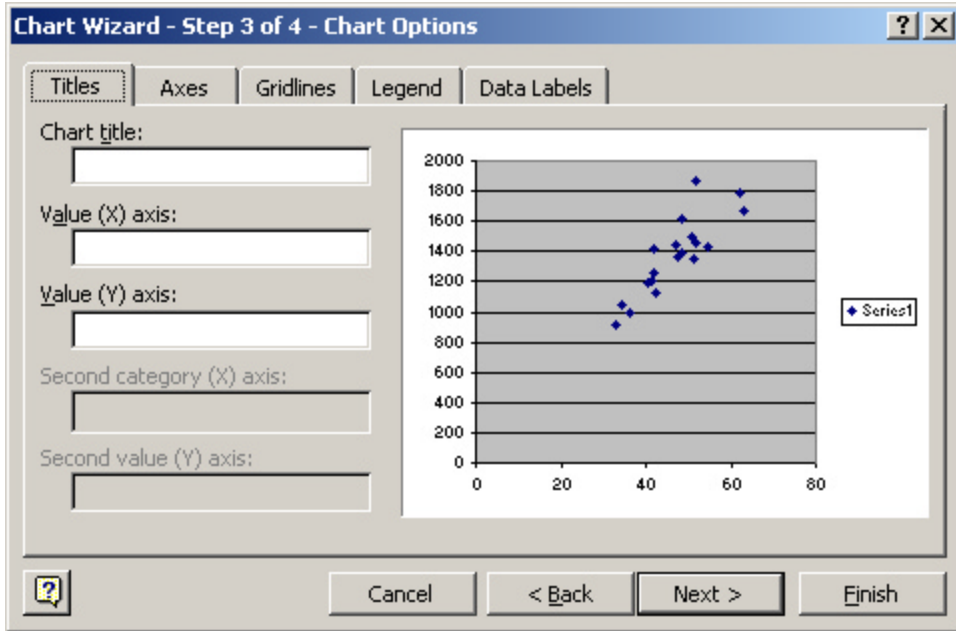 Chart Wizard - Step 3 of 4 - Chart Options
Titles Axes Gridlines Legend Data Labels
Chart title:
Value (X) axis:
Value (Y) axis:
Second category (X) axis:
Second value (Y) axis:
2000
1800
1600
1400
1200
1000
800
600
400
200
0
0 20 40 60 80
Series1
Cancel < Back Next > Finish